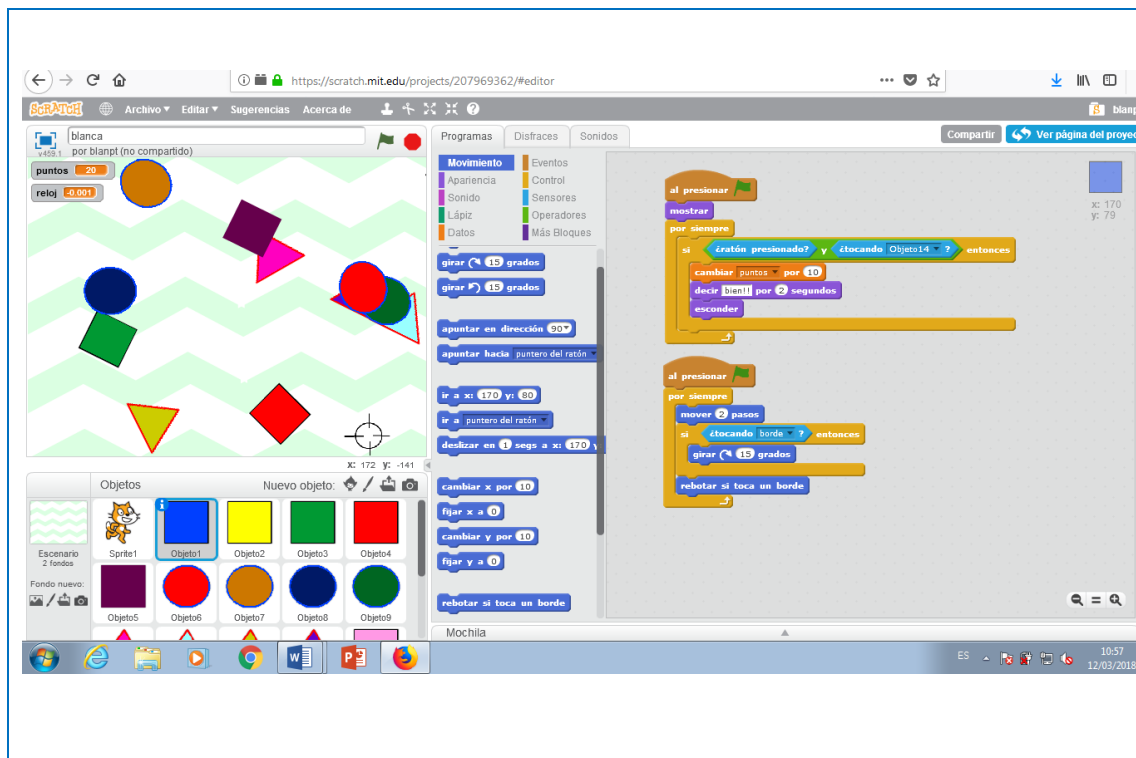 https://scratch.mit.edu/projects/207969362/#editor
SCRATCH Archivo Editar Sugerencias Acerca de blanp
v459.1
blanca
por blanpt (no compartido)
puntos 20
reloj -0.001
X: 172 y: -141
Programas Disfraces Sonidos
Compartir Ver página del proyec
Movimiento Eventos
Apariencia Control
Sonido Sensores
Lápiz Operadores
Datos Más Bloques
girar 15 grados
girar 15 grados
apuntar en dirección 90
apuntar hacia puntero del ratón
ir a x: 170 y: 80
ir a puntero del ratón
deslizar en 1 segs a x: 170 y
cambiar x por 10
fijar x a 0
cambiar y por 10
fijar y a 0
rebotar si toca un borde
al presionar
mostrar
por siempre
si ¿ratón presionado? y ¿tocando Objeto14 ? entonces
cambiar puntos por 10
decir bien!! por 2 segundos
esconder
al presionar
por siempre
mover 2 pasos
si ¿tocando borde ? entonces
girar 15 grados
rebotar si toca un borde
x: 170
y: 79
Objetos Nuevo objeto:
Escenario
2 fondos
Fondo nuevo:
Sprite1 Objeto1 Objeto2 Objeto3 Objeto4
Objeto5 Objeto6 Objeto7 Objeto8 Objeto9
Mochila
ES
10:57
12/03/2018